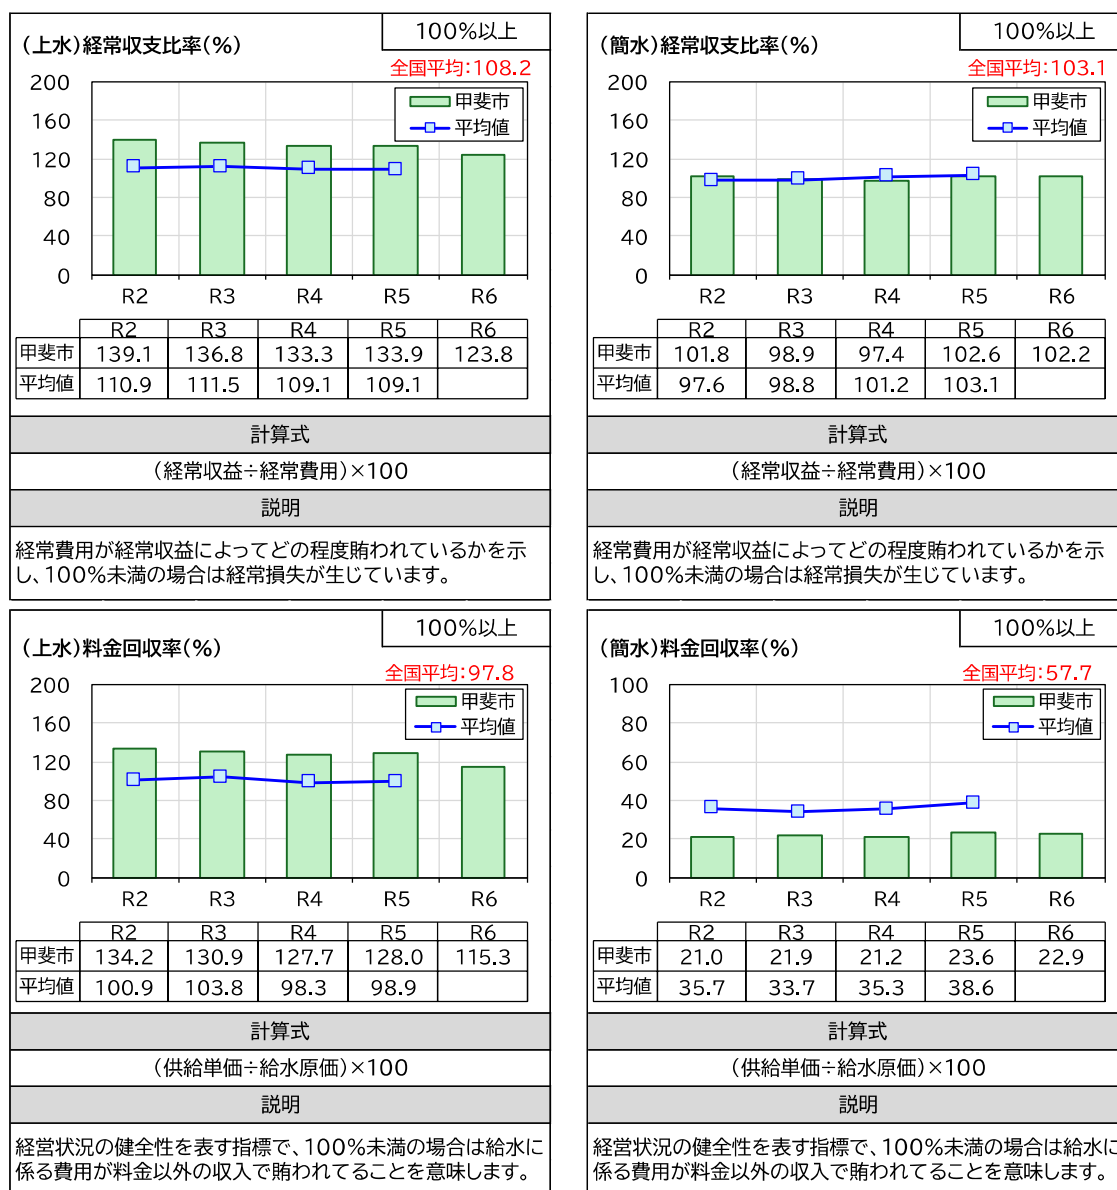 (上水)経常収支比率(%)
100%以上
全国平均:108.2
甲斐市
平均値
200
160
120
80
40
0
R2 R3 R4 R5 R6
R2 R3 R4 R5 R6
甲斐市 139.1 136.8 133.3 133.9 123.8
平均値 110.9 111.5 109.1 109.1
計算式
(経常収益÷経常費用)×100
説明
経常費用が経常収益によってどの程度賄われているかを示
し、100%未満の場合は経常損失が生じています。
(簡水)経常収支比率(%)
100%以上
全国平均:103.1
甲斐市
平均値
200
160
120
80
40
0
R2 R3 R4 R5 R6
R2 R3 R4 R5 R6
甲斐市 101.8 98.9 97.4 102.6 102.2
平均値 97.6 98.8 101.2 103.1
計算式
(経常収益÷経常費用)×100
説明
経常費用が経常収益によってどの程度賄われているかを示
し、100%未満の場合は経常損失が生じています。
(上水)料金回収率(%)
100%以上
全国平均:97.8
甲斐市
平均値
200
160
120
80
40
0
R2 R3 R4 R5 R6
R2 R3 R4 R5 R6
甲斐市 134.2 130.9 127.7 128.0 115.3
平均値 100.9 103.8 98.3 98.9
計算式
(供給単価÷給水原価)×100
説明
経営状況の健全性を表す指標で、100%未満の場合は給水に
係る費用が料金以外の収入で賄われてることを意味します。
(簡水)料金回収率(%)
100%以上
全国平均:57.7
甲斐市
平均値
100
80
60
40
20
0
R2 R3 R4 R5 R6
R2 R3 R4 R5 R6
甲斐市 21.0 21.9 21.2 23.6 22.9
平均値 35.7 33.7 35.3 38.6
計算式
(供給単価÷給水原価)×100
説明
経営状況の健全性を表す指標で、100%未満の場合は給水に
係る費用が料金以外の収入で賄われてることを意味します。